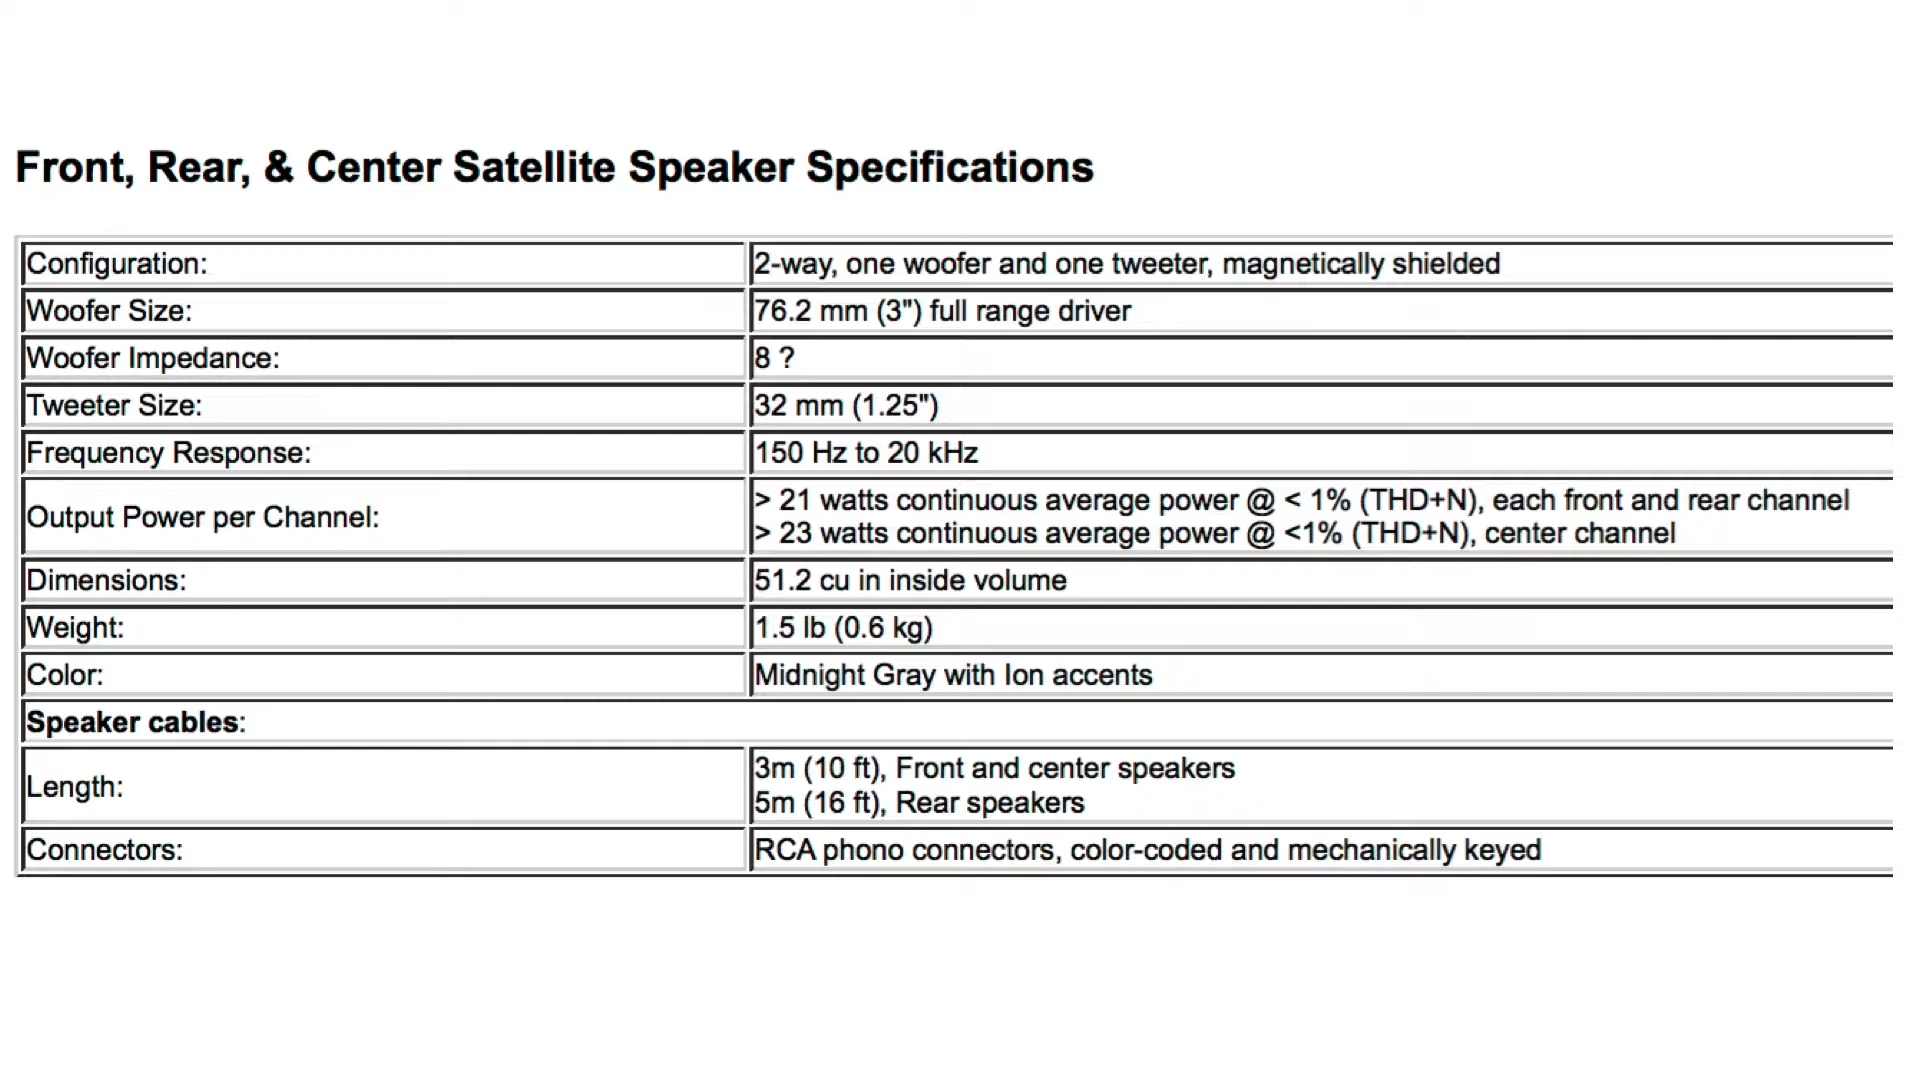 Front, Rear, & Center Satellite Speaker Specifications
Configuration: 2-way, one woofer and one tweeter, magnetically shielded
Woofer Size: 76.2 mm (3") full range driver
Woofer Impedance: 8 ?
Tweeter Size: 32 mm (1.25")
Frequency Response: 150 Hz to 20 kHz
Output Power per Channel: > 21 watts continuous average power @ < 1% (THD+N), each front and rear channel
> 23 watts continuous average power @ <1% (THD+N), center channel
Dimensions: 51.2 cu in inside volume
Weight: 1.5 lb (0.6 kg)
Color: Midnight Gray with Ion accents
Speaker cables:
Length: 3m (10 ft), Front and center speakers
5m (16 ft), Rear speakers
Connectors: RCA phono connectors, color-coded and mechanically keyed